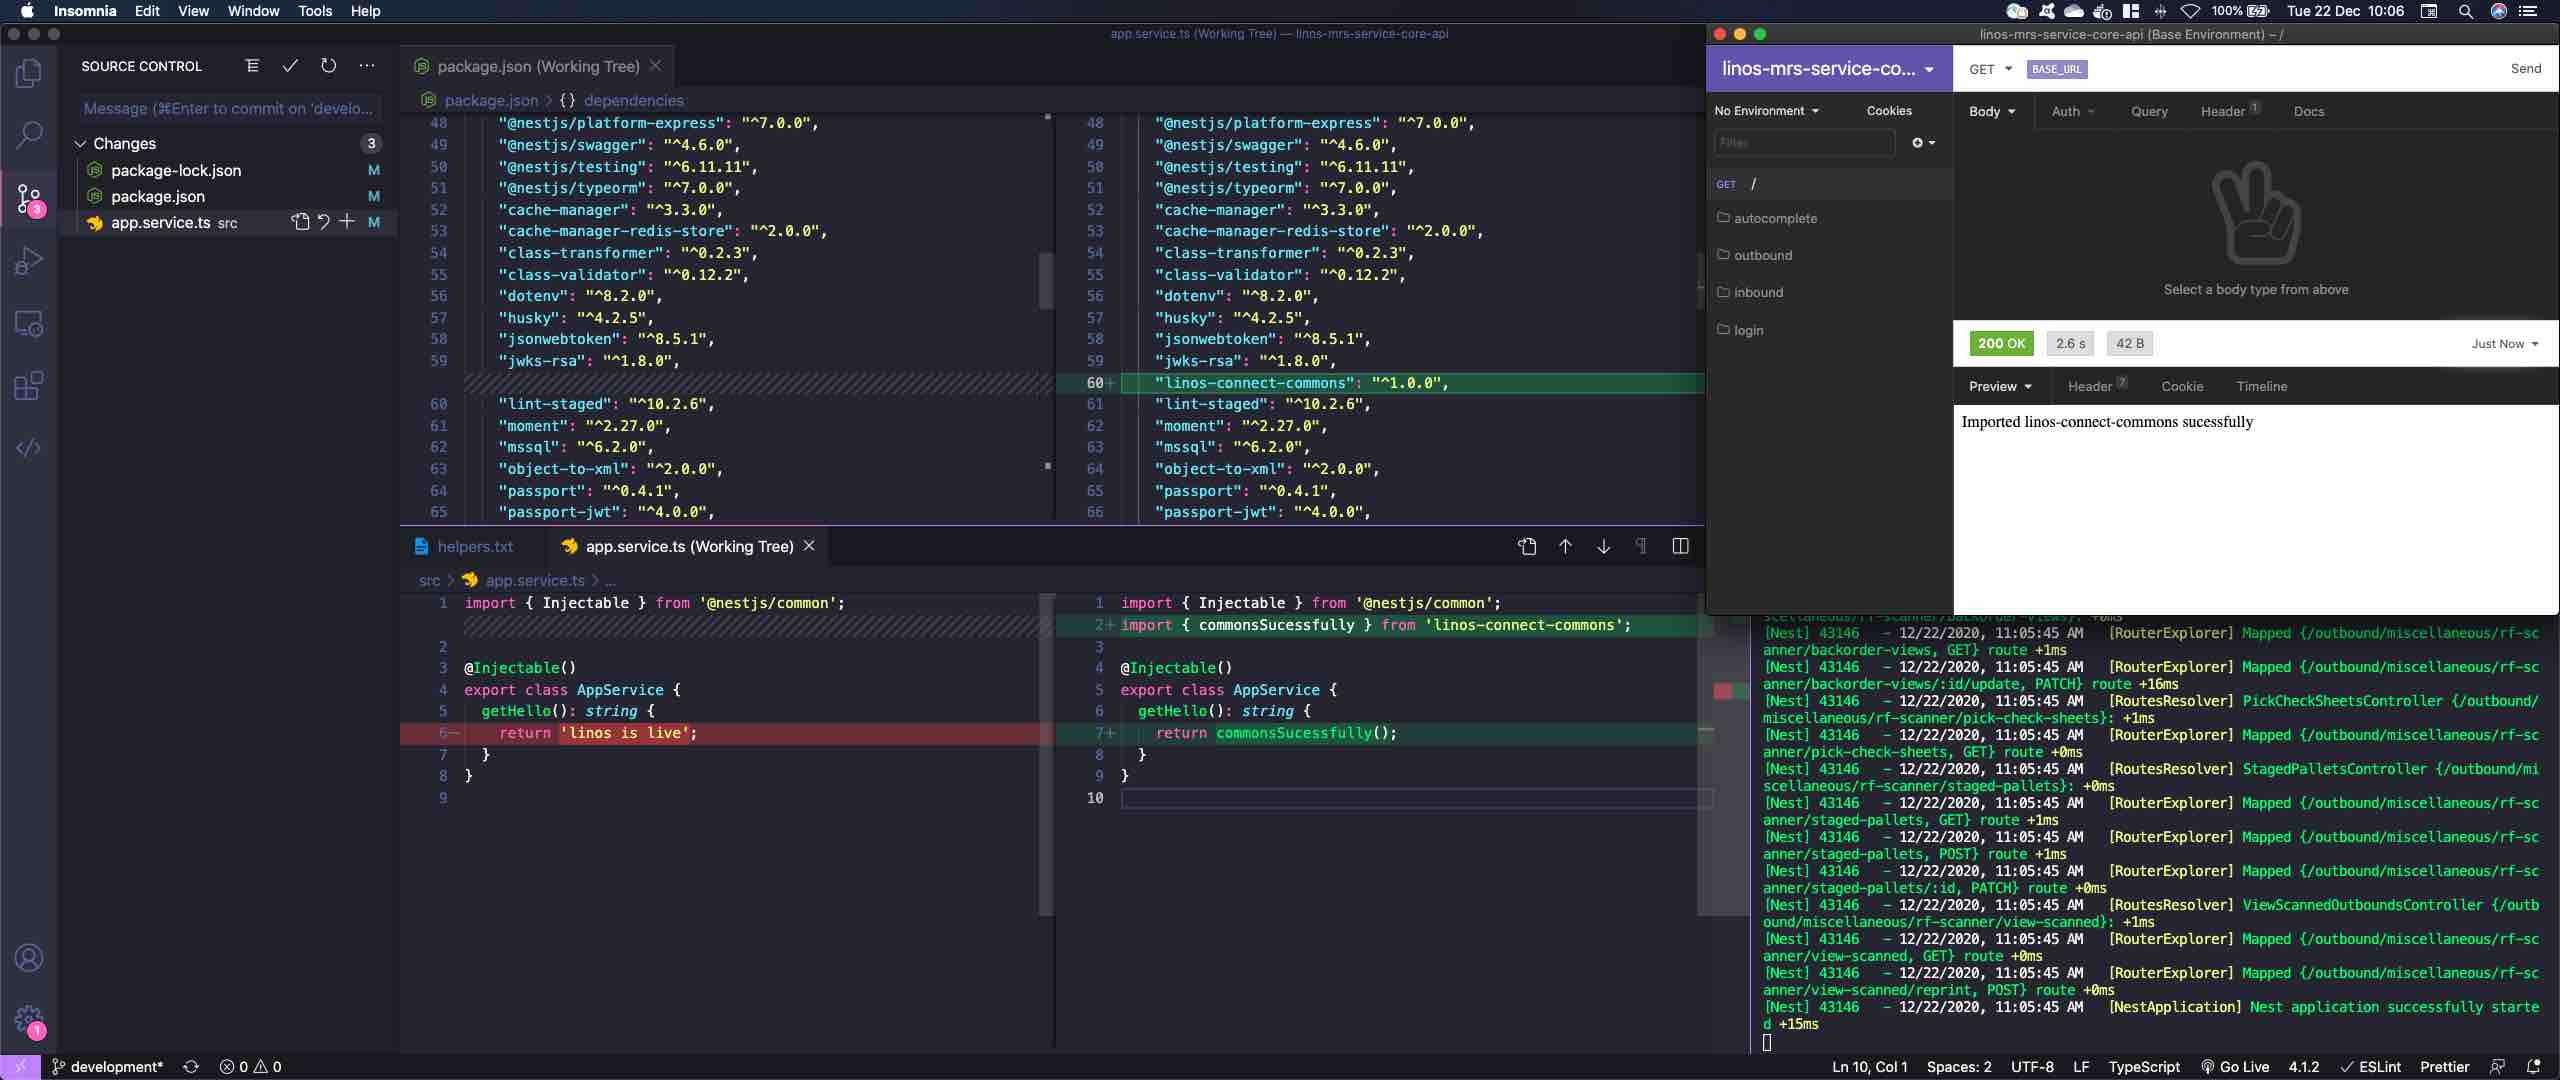 Insomnia Edit View Window Tools Help
100% Tue 22 Dec 10:06
app.service.ts (Working Tree) — linos-mrs-service-core-api
SOURCE CONTROL
Message (⌘Enter to commit on 'develo...
Changes 3
package-lock.json M
package.json M
app.service.ts src M
3
1
package.json (Working Tree)
package.json > {} dependencies
48 "@nestjs/platform-express": "^7.0.0",
49 "@nestjs/swagger": "^4.6.0",
50 "@nestjs/testing": "^6.11.11",
51 "@nestjs/typeorm": "^7.0.0",
52 "cache-manager": "^3.3.0",
53 "cache-manager-redis-store": "^2.0.0",
54 "class-transformer": "^0.2.3",
55 "class-validator": "^0.12.2",
56 "dotenv": "^8.2.0",
57 "husky": "^4.2.5",
58 "jsonwebtoken": "^8.5.1",
59 "jwks-rsa": "^1.8.0",
60 "lint-staged": "^10.2.6",
61 "moment": "^2.27.0",
62 "mssql": "^6.2.0",
63 "object-to-xml": "^2.0.0",
64 "passport": "^0.4.1",
65 "passport-jwt": "^4.0.0",
48 "@nestjs/platform-express": "^7.0.0",
49 "@nestjs/swagger": "^4.6.0",
50 "@nestjs/testing": "^6.11.11",
51 "@nestjs/typeorm": "^7.0.0",
52 "cache-manager": "^3.3.0",
53 "cache-manager-redis-store": "^2.0.0",
54 "class-transformer": "^0.2.3",
55 "class-validator": "^0.12.2",
56 "dotenv": "^8.2.0",
57 "husky": "^4.2.5",
58 "jsonwebtoken": "^8.5.1",
59 "jwks-rsa": "^1.8.0",
60+ "linos-connect-commons": "^1.0.0",
61 "lint-staged": "^10.2.6",
62 "moment": "^2.27.0",
63 "mssql": "^6.2.0",
64 "object-to-xml": "^2.0.0",
65 "passport": "^0.4.1",
66 "passport-jwt": "^4.0.0",
helpers.txt app.service.ts (Working Tree)
src > app.service.ts > ...
1 import { Injectable } from '@nestjs/common';
2
3 @Injectable()
4 export class AppService {
5 getHello(): string {
6— return 'linos is live';
7 }
8 }
9
1 import { Injectable } from '@nestjs/common';
2+ import { commonsSucessfully } from 'linos-connect-commons';
3
4 @Injectable()
5 export class AppService {
6 getHello(): string {
7+ return commonsSucessfully();
8 }
9 }
10
linos-mrs-service-core-api (Base Environment) – /
linos-mrs-service-co... GET BASE_URL Send
No Environment Cookies Body Auth Query Header 1 Docs
Filter
GET /
autocomplete
outbound
inbound
login
Select a body type from above
200 OK 2.6 s 42 B Just Now
Preview Header 7 Cookie Timeline
Imported linos-connect-commons sucessfully
scellaneous/rf-scanner/backorder-views}: +0ms
[Nest] 43146 - 12/22/2020, 11:05:45 AM [RouterExplorer] Mapped {/outbound/miscellaneous/rf-sc
anner/backorder-views, GET} route +1ms
[Nest] 43146 - 12/22/2020, 11:05:45 AM [RouterExplorer] Mapped {/outbound/miscellaneous/rf-sc
anner/backorder-views/:id/update, PATCH} route +16ms
[Nest] 43146 - 12/22/2020, 11:05:45 AM [RoutesResolver] PickCheckSheetsController {/outbound/
miscellaneous/rf-scanner/pick-check-sheets}: +1ms
[Nest] 43146 - 12/22/2020, 11:05:45 AM [RouterExplorer] Mapped {/outbound/miscellaneous/rf-sc
anner/pick-check-sheets, GET} route +0ms
[Nest] 43146 - 12/22/2020, 11:05:45 AM [RoutesResolver] StagedPalletsController {/outbound/mi
scellaneous/rf-scanner/staged-pallets}: +0ms
[Nest] 43146 - 12/22/2020, 11:05:45 AM [RouterExplorer] Mapped {/outbound/miscellaneous/rf-sc
anner/staged-pallets, GET} route +1ms
[Nest] 43146 - 12/22/2020, 11:05:45 AM [RouterExplorer] Mapped {/outbound/miscellaneous/rf-sc
anner/staged-pallets, POST} route +1ms
[Nest] 43146 - 12/22/2020, 11:05:45 AM [RouterExplorer] Mapped {/outbound/miscellaneous/rf-sc
anner/staged-pallets/:id, PATCH} route +0ms
[Nest] 43146 - 12/22/2020, 11:05:45 AM [RoutesResolver] ViewScannedOutboundsController {/outb
ound/miscellaneous/rf-scanner/view-scanned}: +1ms
[Nest] 43146 - 12/22/2020, 11:05:45 AM [RouterExplorer] Mapped {/outbound/miscellaneous/rf-sc
anner/view-scanned, GET} route +0ms
[Nest] 43146 - 12/22/2020, 11:05:45 AM [RouterExplorer] Mapped {/outbound/miscellaneous/rf-sc
anner/view-scanned/reprint, POST} route +0ms
[Nest] 43146 - 12/22/2020, 11:05:45 AM [NestApplication] Nest application successfully starte
d +15ms
development* 0 0 Ln 10, Col 1 Spaces: 2 UTF-8 LF TypeScript Go Live 4.1.2 ESLint Prettier